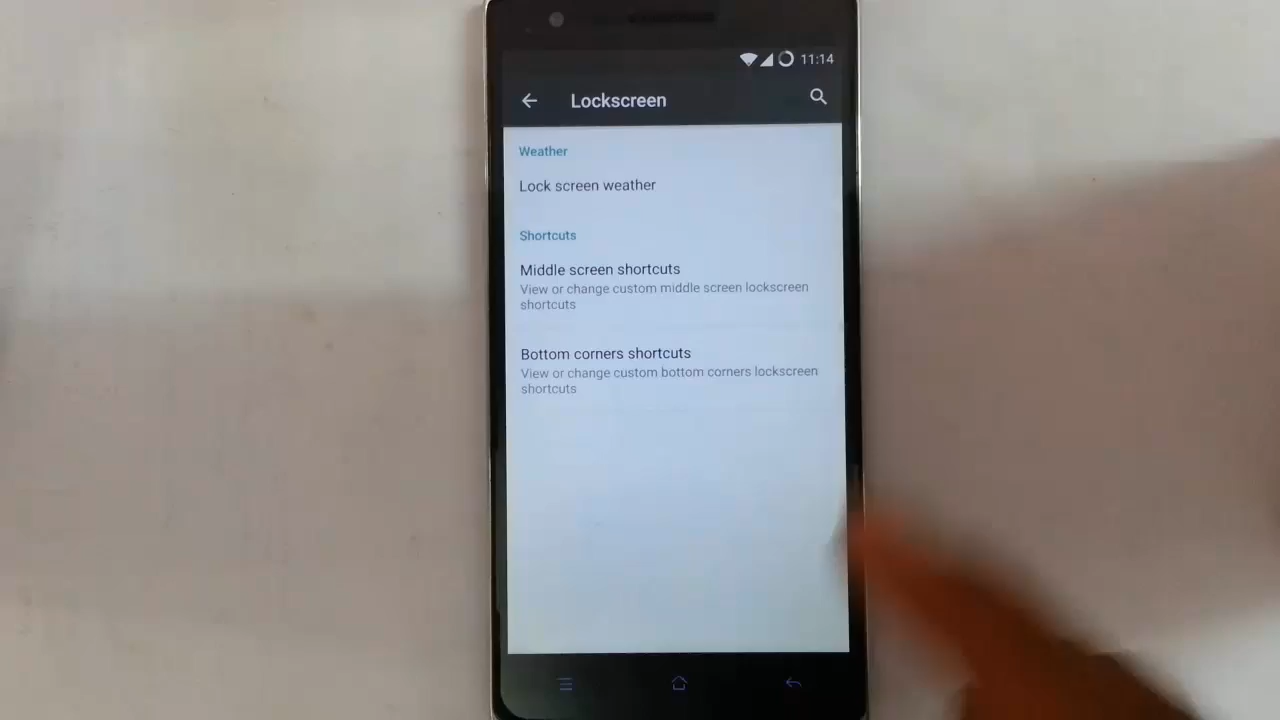 11:14
Lockscreen
Weather
Lock screen weather
Shortcuts
Middle screen shortcuts
View or change custom middle screen lockscreen
shortcuts
Bottom corners shortcuts
View or change custom bottom corners lockscreen
shortcuts